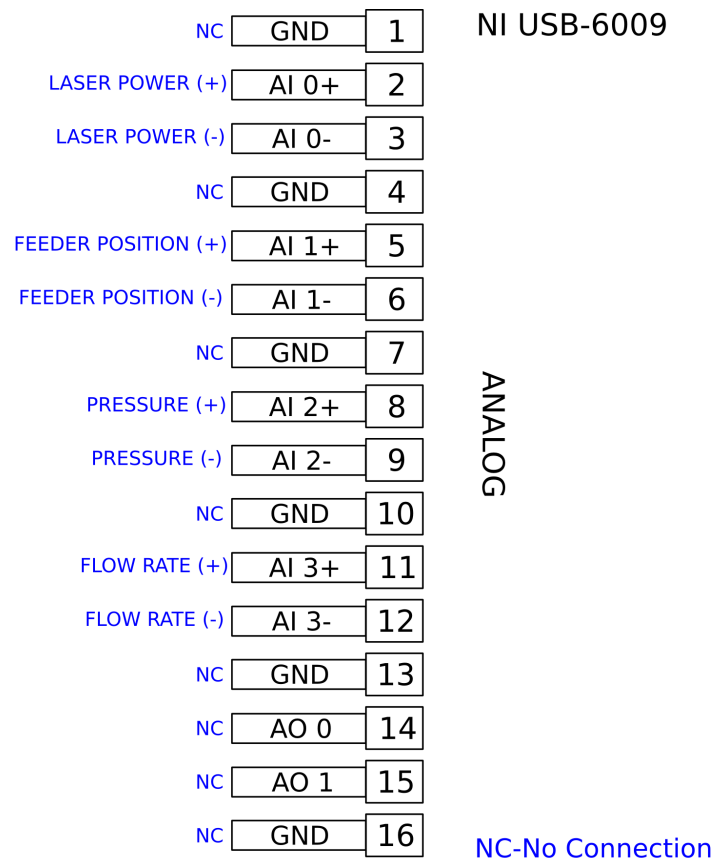 NI USB-6009
NC GND 1
LASER POWER (+) AI 0+ 2
LASER POWER (-) AI 0- 3
NC GND 4
FEEDER POSITION (+) AI 1+ 5
FEEDER POSITION (-) AI 1- 6
NC GND 7
PRESSURE (+) AI 2+ 8
PRESSURE (-) AI 2- 9
NC GND 10
FLOW RATE (+) AI 3+ 11
FLOW RATE (-) AI 3- 12
NC GND 13
NC AO 0 14
NC AO 1 15
NC GND 16
ANALOG
NC-No Connection